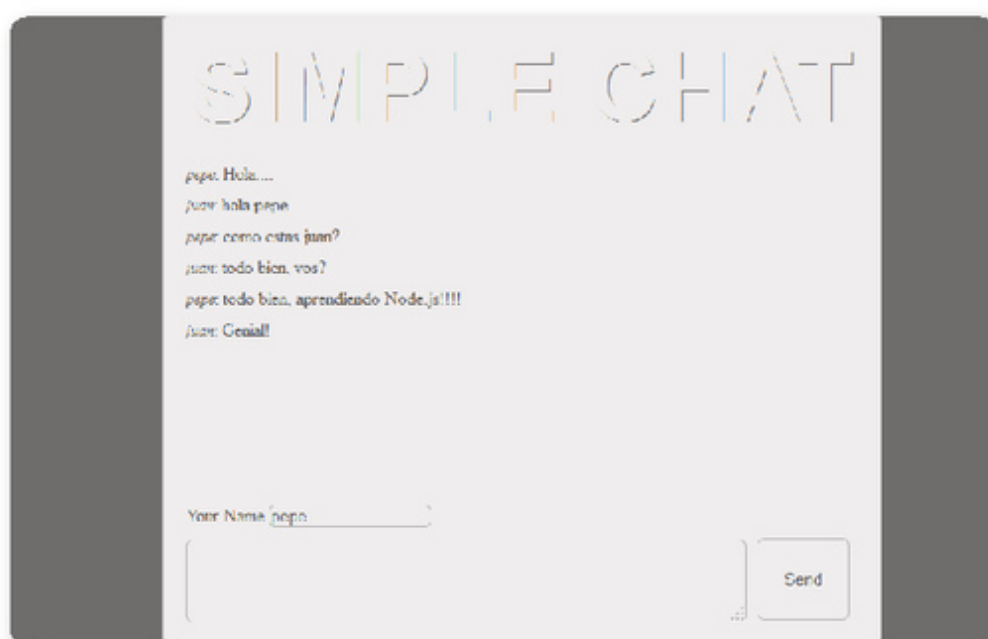 SIMPLE CHAT
pepe: Hola....
juan: hola pepe
pepe: como estas juan?
juan: todo bien, vos?
pepe: todo bien, aprendiendo Node.js!!!!
juan: Genial!
Your Name pepe
Send